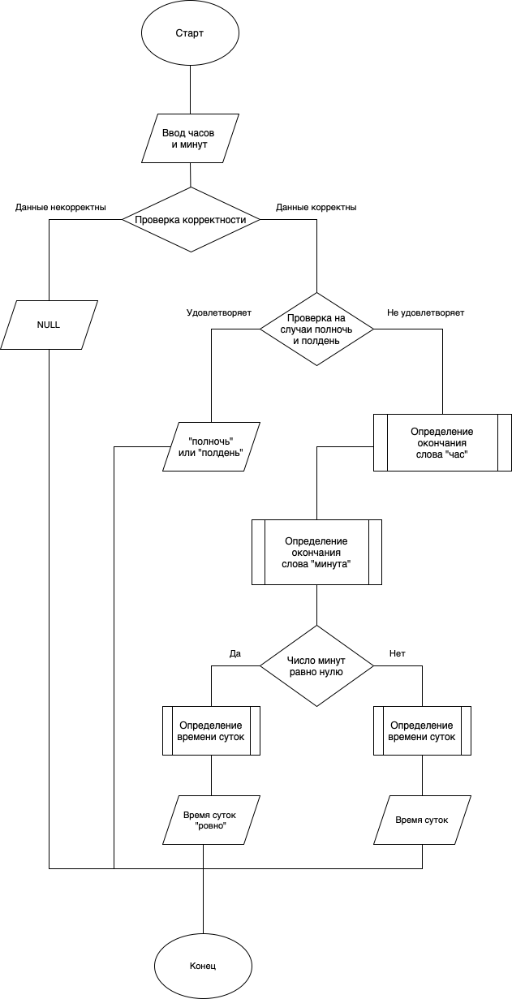 Старт
Ввод часов
и минут
Данные некорректны
Данные корректны
Проверка корректности
Удовлетворяет
Не удовлетворяет
Проверка на
случаи полночь
и полдень
NULL
"полночь"
или "полдень"
Определение
окончания
слова "час"
Определение
окончания
слова "минута"
Да
Нет
Число минут
равно нулю
Определение
времени суток
Определение
времени суток
Время суток
"ровно"
Время суток
Конец